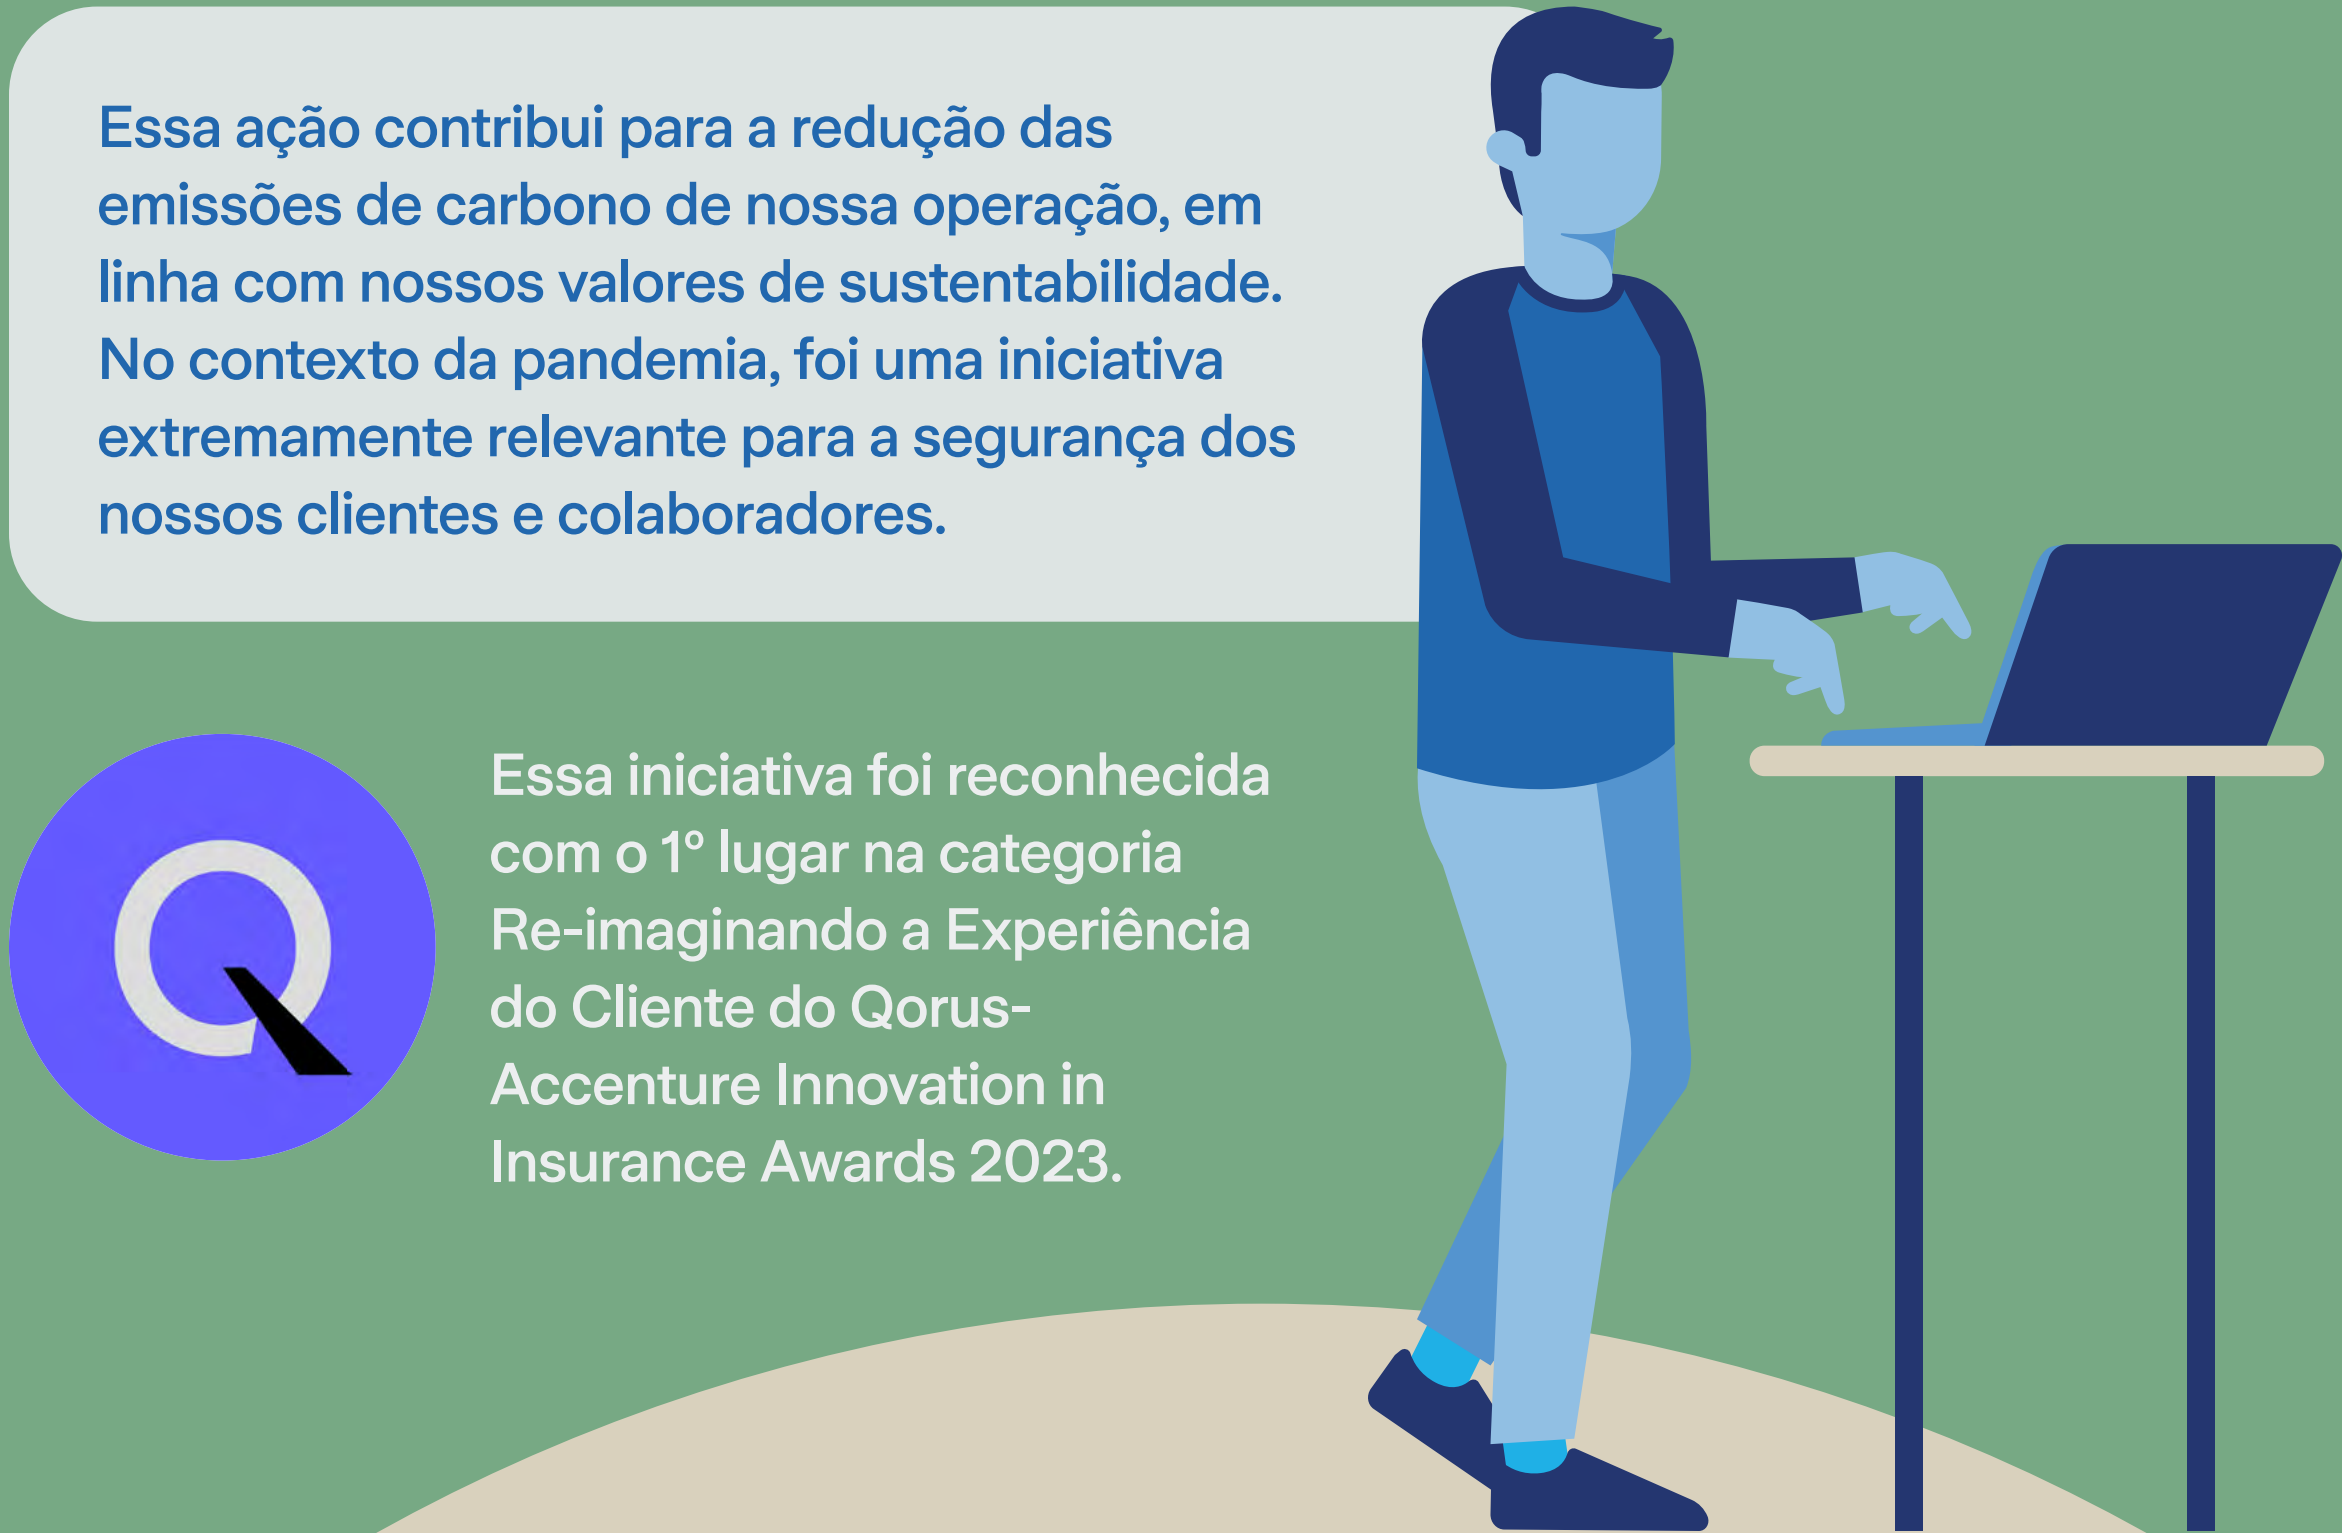 Essa ação contribui para a redução das
emissões de carbono de nossa operação, em
linha com nossos valores de sustentabilidade.
No contexto da pandemia, foi uma iniciativa
extremamente relevante para a segurança dos
nossos clientes e colaboradores.
Q
Essa iniciativa foi reconhecida
com o 1º lugar na categoria
Re-imaginando a Experiência
do Cliente do Qorus-
Accenture Innovation in
Insurance Awards 2023.